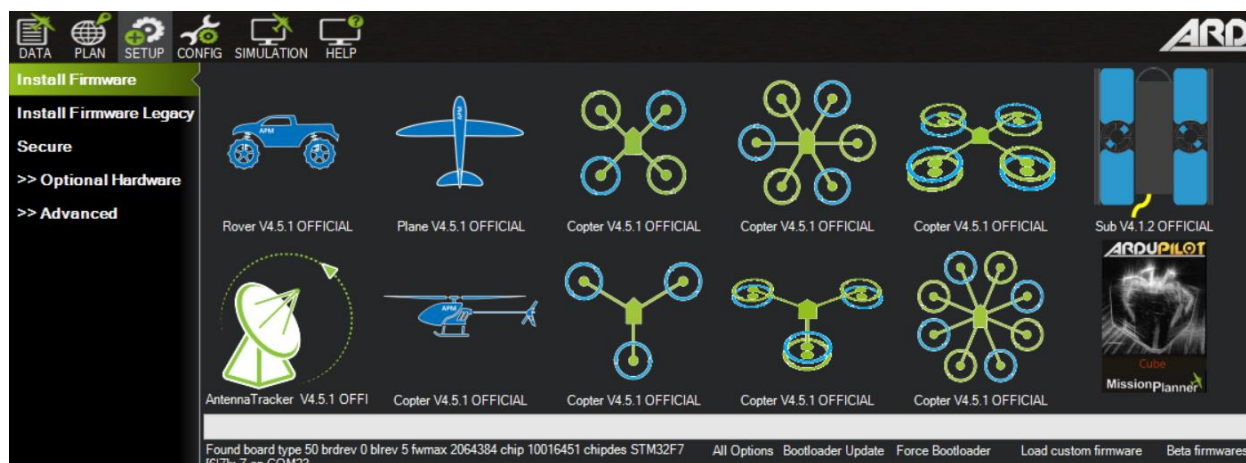 DATA PLAN SETUP CONFIG SIMULATION HELP
ARD
Install Firmware
Install Firmware Legacy
Secure
>> Optional Hardware
>> Advanced
APM
APM
Rover V4.5.1 OFFICIAL Plane V4.5.1 OFFICIAL Copter V4.5.1 OFFICIAL Copter V4.5.1 OFFICIAL Copter V4.5.1 OFFICIAL Sub V4.1.2 OFFICIAL
ARDUPILOT
APM
Cube
MissionPlanner
AntennaTracker V4.5.1 OFFI Copter V4.5.1 OFFICIAL Copter V4.5.1 OFFICIAL Copter V4.5.1 OFFICIAL Copter V4.5.1 OFFICIAL
Found board type 50 brdrev 0 blrev 5 fwmax 2064384 chip 10016451 chipdes STM32F7 All Options Bootloader Update Force Bootloader Load custom firmware Beta firmwares